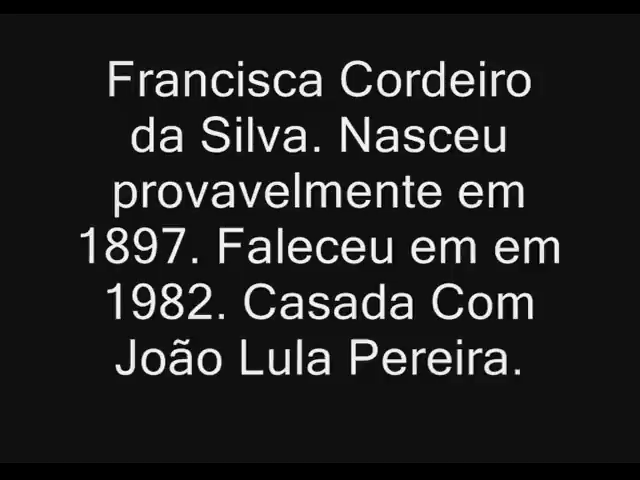 Francisca Cordeiro
da Silva. Nasceu
provavelmente em
1897. Faleceu em em
1982. Casada Com
João Lula Pereira.